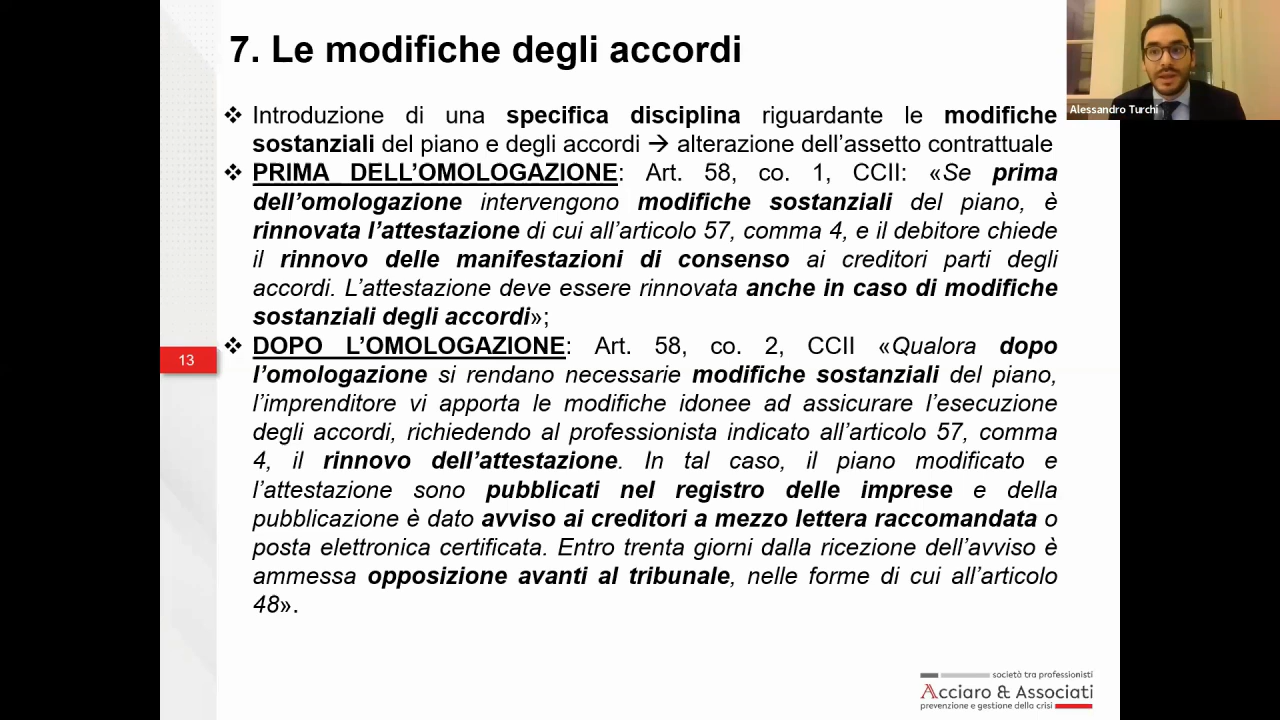 7. Le modifiche degli accordi
Alessandro Turchi
❖ Introduzione di una specifica disciplina riguardante le modifiche
sostanziali del piano e degli accordi → alterazione dell’assetto contrattuale
❖ PRIMA DELL’OMOLOGAZIONE: Art. 58, co. 1, CCII: «Se prima
dell’omologazione intervengono modifiche sostanziali del piano, è
rinnovata l’attestazione di cui all’articolo 57, comma 4, e il debitore chiede
il rinnovo delle manifestazioni di consenso ai creditori parti degli
accordi. L’attestazione deve essere rinnovata anche in caso di modifiche
sostanziali degli accordi»;
❖ DOPO L’OMOLOGAZIONE: Art. 58, co. 2, CCII «Qualora dopo
l’omologazione si rendano necessarie modifiche sostanziali del piano,
l’imprenditore vi apporta le modifiche idonee ad assicurare l’esecuzione
degli accordi, richiedendo al professionista indicato all’articolo 57, comma
4, il rinnovo dell’attestazione. In tal caso, il piano modificato e
l’attestazione sono pubblicati nel registro delle imprese e della
pubblicazione è dato avviso ai creditori a mezzo lettera raccomandata o
posta elettronica certificata. Entro trenta giorni dalla ricezione dell’avviso è
ammessa opposizione avanti al tribunale, nelle forme di cui all’articolo
48».
13
società tra professionisti
Acciaro & Associati
prevenzione e gestione della crisi